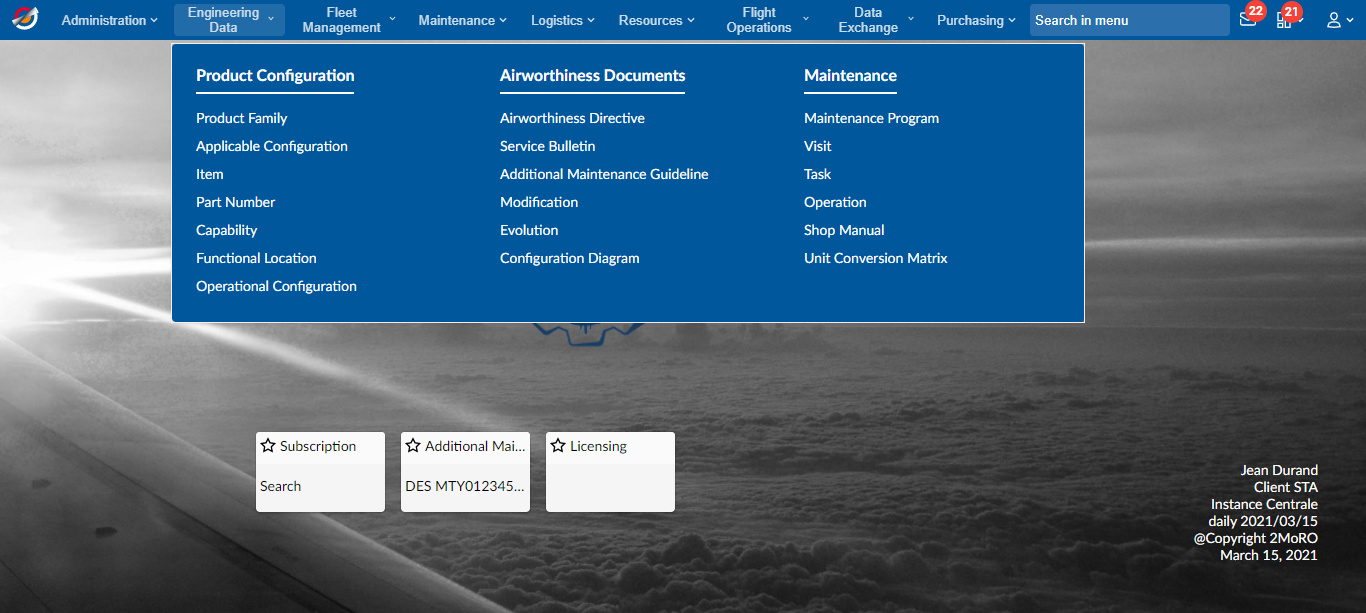 Administration
Engineering
Data
Fleet
Management
Maintenance
Logistics
Resources
Flight
Operations
Data
Exchange
Purchasing
Search in menu
22
21
Product Configuration
Product Family
Applicable Configuration
Item
Part Number
Capability
Functional Location
Operational Configuration
Airworthiness Documents
Airworthiness Directive
Service Bulletin
Additional Maintenance Guideline
Modification
Evolution
Configuration Diagram
Maintenance
Maintenance Program
Visit
Task
Operation
Shop Manual
Unit Conversion Matrix
Subscription
Search
Additional Mai...
DES MTY012345...
Licensing
Jean Durand
Client STA
Instance Centrale
daily 2021/03/15
@Copyright 2MoRO
March 15, 2021